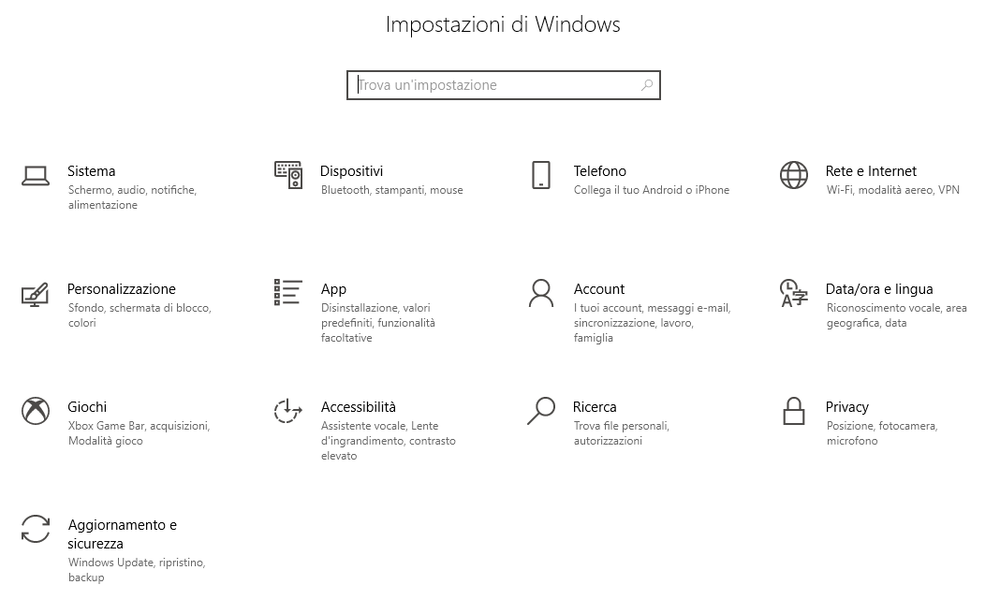 Impostazioni di Windows
Trova un'impostazione
Sistema
Schermo, audio, notifiche,
alimentazione
Dispositivi
Bluetooth, stampanti, mouse
Telefono
Collega il tuo Android o iPhone
Rete e Internet
Wi-Fi, modalità aereo, VPN
Personalizzazione
Sfondo, schermata di blocco,
colori
App
Disinstallazione, valori
predefiniti, funzionalità
facoltative
Account
I tuoi account, messaggi e-mail,
sincronizzazione, lavoro,
famiglia
Data/ora e lingua
Riconoscimento vocale, area
geografica, data
Giochi
Xbox Game Bar, acquisizioni,
Modalità gioco
Accessibilità
Assistente vocale, Lente
d'ingrandimento, contrasto
elevato
Ricerca
Trova file personali,
autorizzazioni
Privacy
Posizione, fotocamera,
microfono
Aggiornamento e
sicurezza
Windows Update, ripristino,
backup